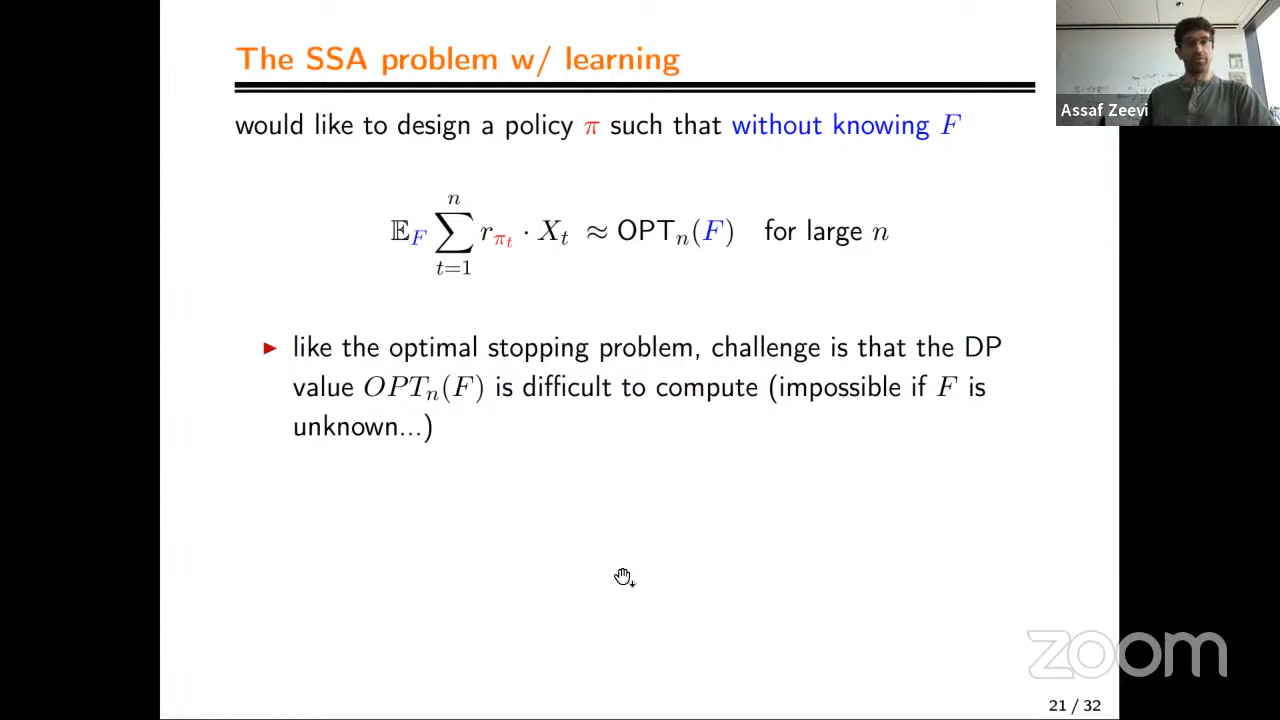 The SSA problem w/ learning
Assaf Zeevi
would like to design a policy π such that without knowing F
𝔼_F ∑_{t=1}^{n} r_{π_t} · X_t ≈ OPT_n(F) for large n
► like the optimal stopping problem, challenge is that the DP
value OPT_n(F) is difficult to compute (impossible if F is
unknown...)
zoom
21 / 32